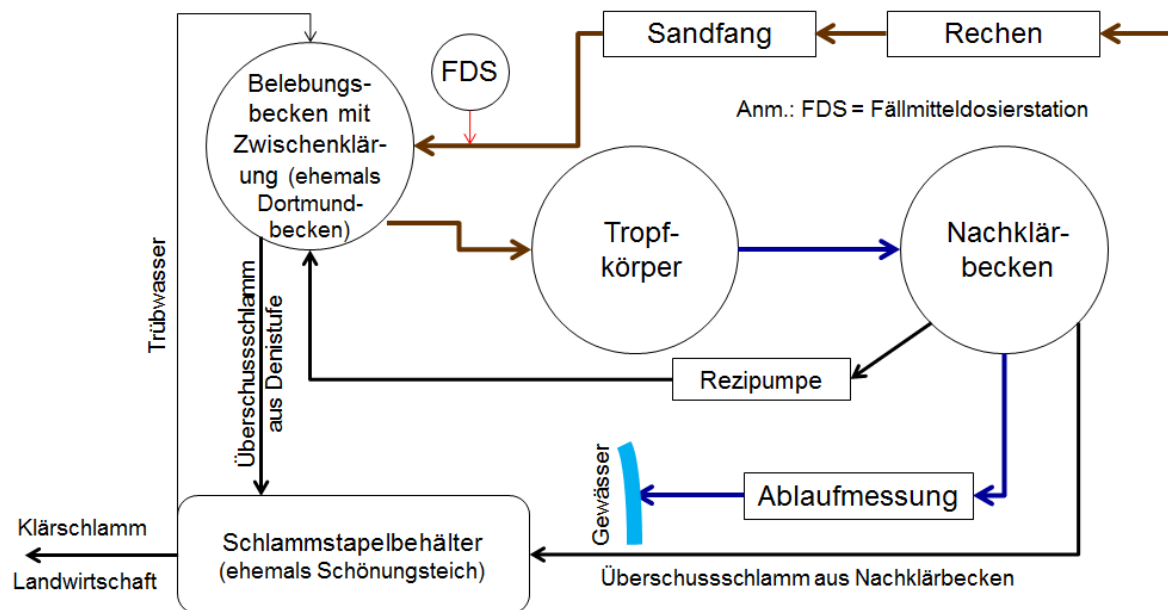 Sandfang
Rechen
FDS
Anm.: FDS = Fällmitteldosierstation
Belebungs-
becken mit
Zwischenklär-
ung (ehemals
Dortmund-
becken)
Tropf-
körper
Nachklär-
becken
Trübwasser
Überschussschlamm
aus Denistufe
Rezipumpe
Gewässer
Ablaufmessung
Klärschlamm
Landwirtschaft
Schlammstapelbehälter
(ehemals Schönungsteich)
Überschussschlamm aus Nachklärbecken